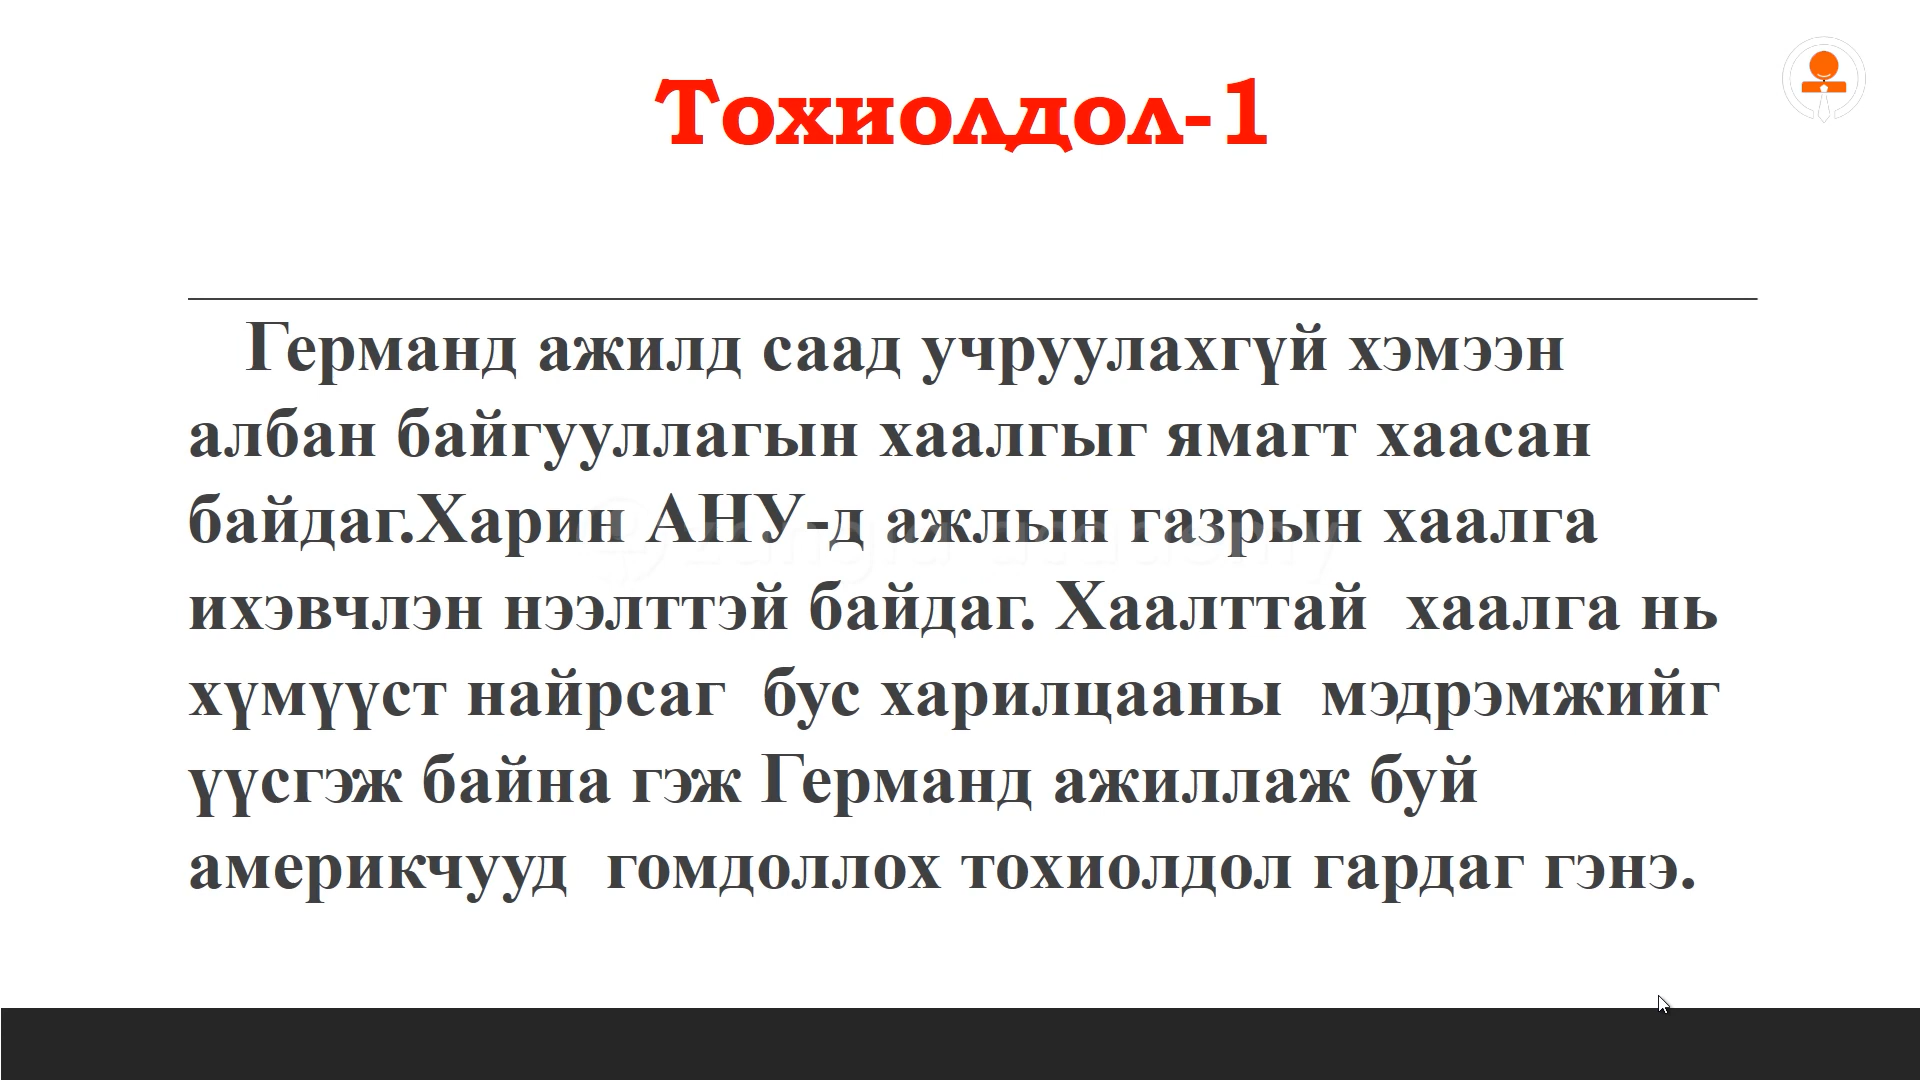 Тохиолдол-1
Германд ажилд саад учруулахгүй хэмээн
албан байгууллагын хаалгыг ямагт хаасан
байдаг.Харин АНУ-д ажлын газрын хаалга
ихэвчлэн нээлттэй байдаг. Хаалттай  хаалга нь
хүмүүст найрсаг  бус харилцааны  мэдрэмжийг
үүсгэж байна гэж Германд ажиллаж буй
америкчууд  гомдоллох тохиолдол гардаг гэнэ.